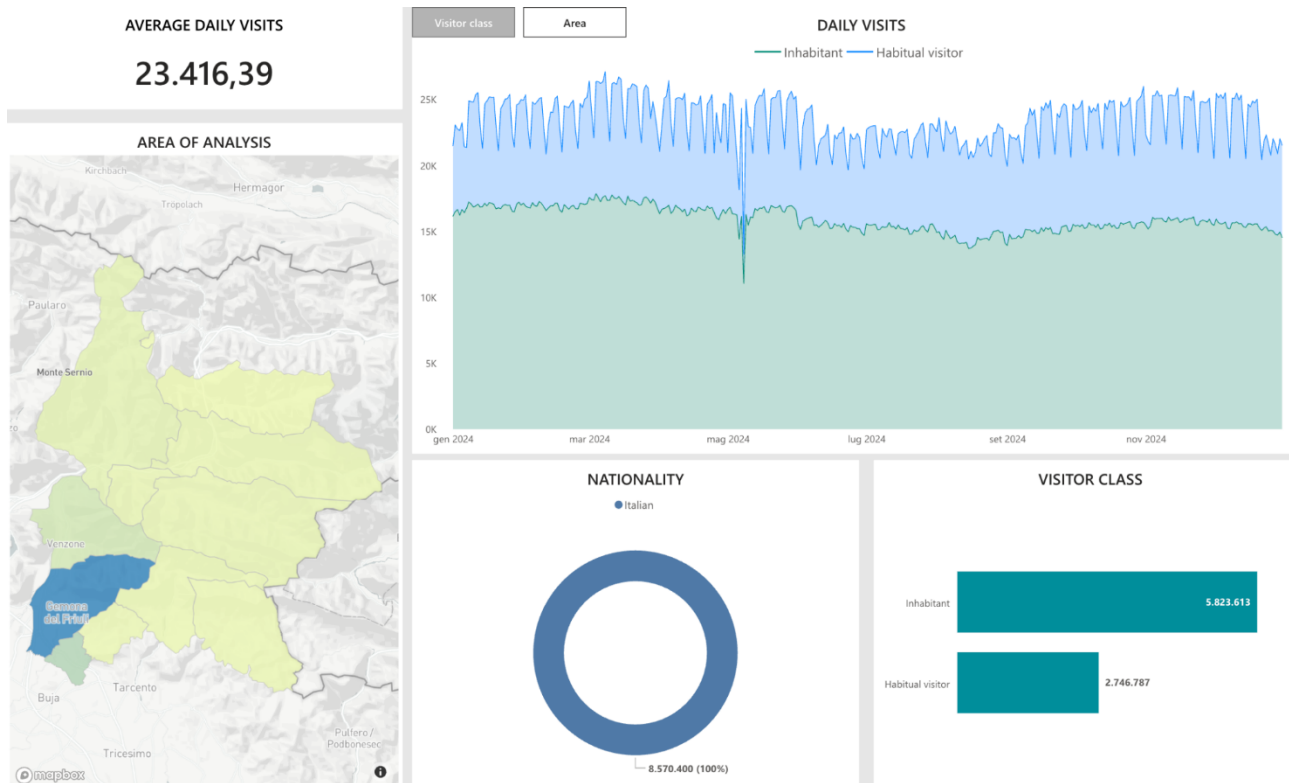 AVERAGE DAILY VISITS
23.416,39
AREA OF ANALYSIS
Kirchbach
Hermagor
Tröpolach
Paularo
Monte Sernio
Venzone
Gemona
del Friuli
Buja
Tarcento
Tricesimo
Pulfero /
Podbonesec
mapbox
Visitor class
Area
DAILY VISITS
Inhabitant
Habitual visitor
25K
20K
15K
10K
5K
0K
gen 2024
mar 2024
mag 2024
lug 2024
set 2024
nov 2024
NATIONALITY
Italian
8.570.400 (100%)
VISITOR CLASS
Inhabitant
5.823.613
Habitual visitor
2.746.787